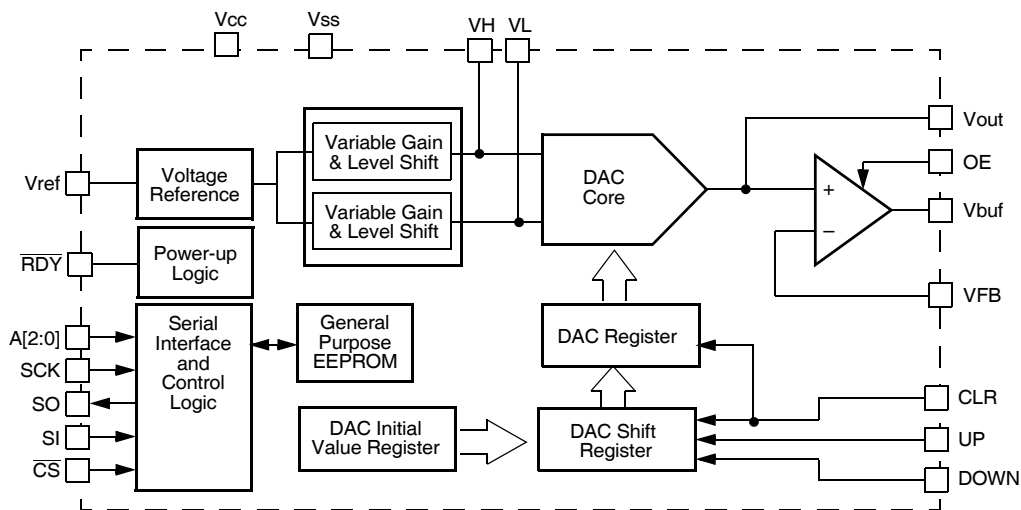 Vcc
Vss
VH
VL
Variable Gain
& Level Shift
Variable Gain
& Level Shift
Voltage
Reference
Vref
DAC
Core
Vout
OE
+
−
Vbuf
VFB
RDY
Power-up
Logic
A[2:0]
SCK
SO
SI
CS
Serial
Interface
and
Control
Logic
General
Purpose
EEPROM
DAC Register
DAC Initial
Value Register
DAC Shift
Register
CLR
UP
DOWN